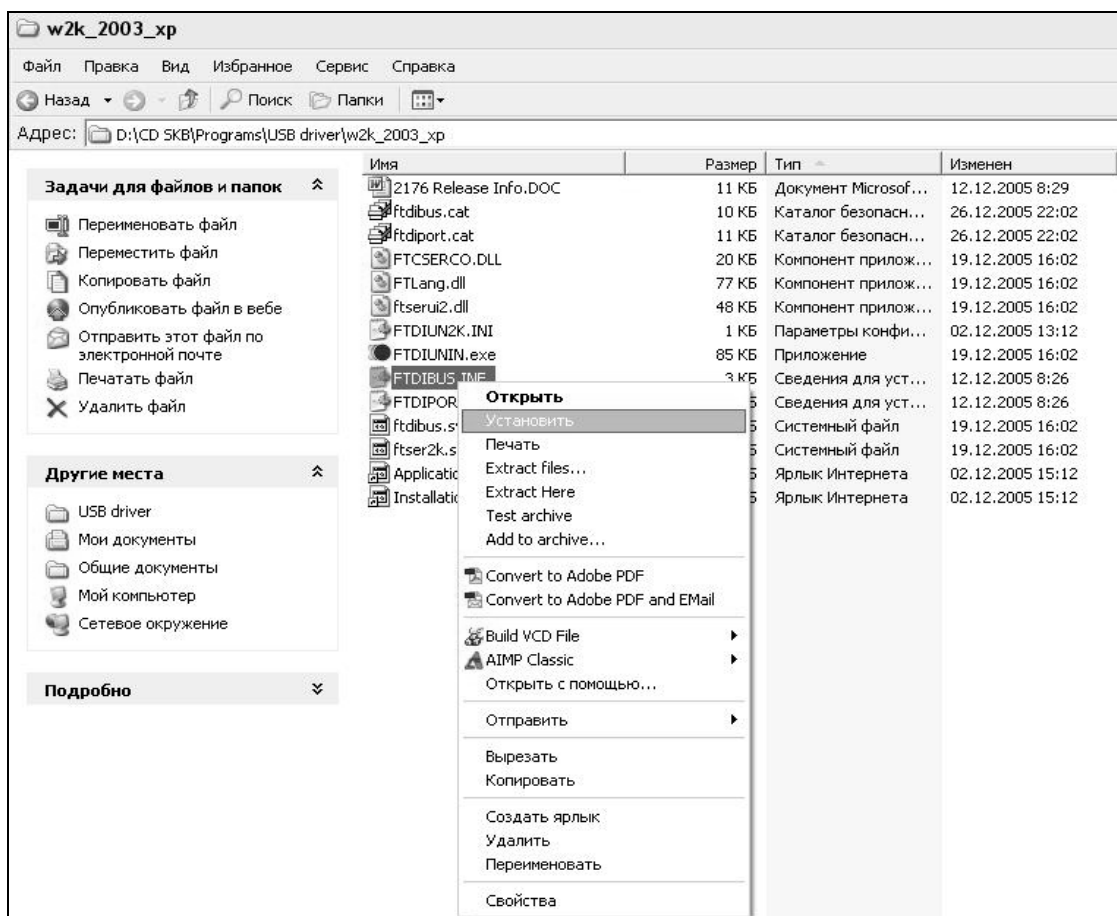 w2k_2003_xp
Файл Правка Вид Избранное Сервис Справка
Назад Поиск Папки
Адрес: D:\CD SKB\Programs\USB driver\w2k_2003_xp
Задачи для файлов и папок
Переименовать файл
Переместить файл
Копировать файл
Опубликовать файл в вебе
Отправить этот файл по
электронной почте
Печатать файл
Удалить файл
Другие места
USB driver
Мои документы
Общие документы
Мой компьютер
Сетевое окружение
Подробно
Имя Размер Тип Изменен
2176 Release Info.DOC 11 КБ Документ Microsof... 12.12.2005 8:29
ftdibus.cat 10 КБ Каталог безопасн... 26.12.2005 22:02
ftdiport.cat 11 КБ Каталог безопасн... 26.12.2005 22:02
FTCSERCO.DLL 20 КБ Компонент прилож... 19.12.2005 16:02
FTLang.dll 77 КБ Компонент прилож... 19.12.2005 16:02
ftserui2.dll 48 КБ Компонент прилож... 19.12.2005 16:02
FTDIUN2K.INI 1 КБ Параметры конфи... 02.12.2005 13:12
FTDIUNIN.exe 85 КБ Приложение 19.12.2005 16:02
FTDIBUS.INF 3 КБ Сведения для уст... 12.12.2005 8:26
FTDIPOR Б Сведения для уст... 12.12.2005 8:26
ftdibus.s Б Системный файл 19.12.2005 16:02
ftser2k.s Б Системный файл 19.12.2005 16:02
Applicatio Б Ярлык Интернета 02.12.2005 15:12
Installatio Б Ярлык Интернета 02.12.2005 15:12
Открыть
Установить
Печать
Extract files...
Extract Here
Test archive
Add to archive...
Convert to Adobe PDF
Convert to Adobe PDF and EMail
Build VCD File
AIMP Classic
Открыть с помощью...
Отправить
Вырезать
Копировать
Создать ярлык
Удалить
Переименовать
Свойства